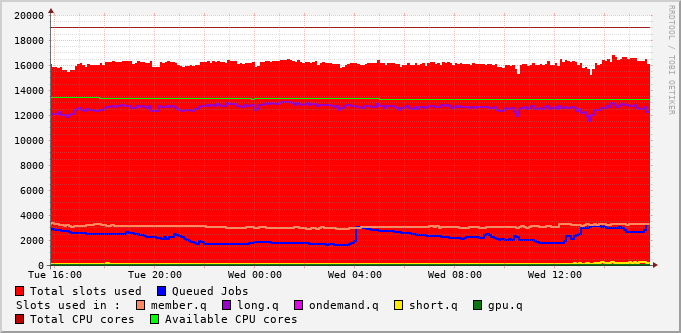 20000
18000
16000
14000
12000
10000
8000
6000
4000
2000
0
Tue 16:00 Tue 20:00 Wed 00:00 Wed 04:00 Wed 08:00 Wed 12:00
Total slots used Queued Jobs
Slots used in : member.q long.q ondemand.q short.q gpu.q
Total CPU cores Available CPU cores
RRDTOOL / TOBI OETIKER